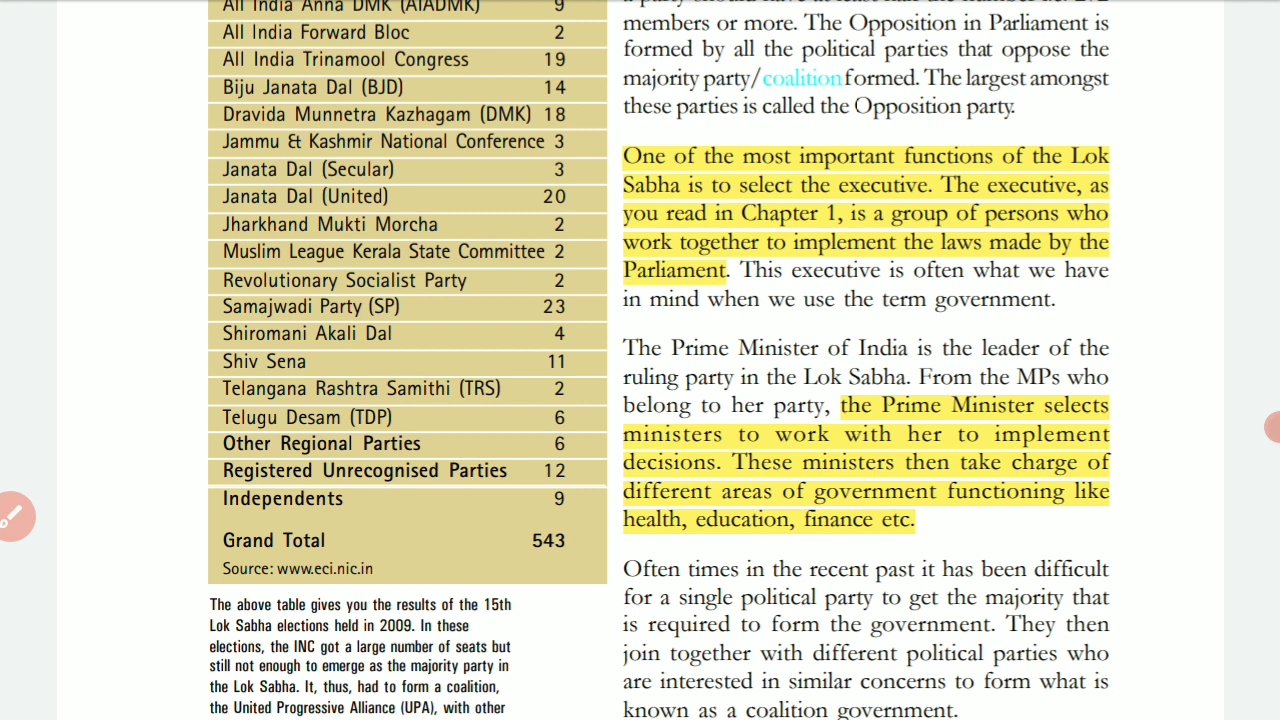 All India Anna DMK (AIADMK) 9
All India Forward Bloc 2
All India Trinamool Congress 19
Biju Janata Dal (BJD) 14
Dravida Munnetra Kazhagam (DMK) 18
Jammu & Kashmir National Conference 3
Janata Dal (Secular) 3
Janata Dal (United) 20
Jharkhand Mukti Morcha 2
Muslim League Kerala State Committee 2
Revolutionary Socialist Party 2
Samajwadi Party (SP) 23
Shiromani Akali Dal 4
Shiv Sena 11
Telangana Rashtra Samithi (TRS) 2
Telugu Desam (TDP) 6
Other Regional Parties 6
Registered Unrecognised Parties 12
Independents 9
Grand Total 543
Source: www.eci.nic.in
The above table gives you the results of the 15th
Lok Sabha elections held in 2009. In these
elections, the INC got a large number of seats but
still not enough to emerge as the majority party in
the Lok Sabha. It, thus, had to form a coalition,
the United Progressive Alliance (UPA), with other
members or more. The Opposition in Parliament is
formed by all the political parties that oppose the
majority party/coalition formed. The largest amongst
these parties is called the Opposition party.
One of the most important functions of the Lok
Sabha is to select the executive. The executive, as
you read in Chapter 1, is a group of persons who
work together to implement the laws made by the
Parliament. This executive is often what we have
in mind when we use the term government.
The Prime Minister of India is the leader of the
ruling party in the Lok Sabha. From the MPs who
belong to her party, the Prime Minister selects
ministers to work with her to implement
decisions. These ministers then take charge of
different areas of government functioning like
health, education, finance etc.
Often times in the recent past it has been difficult
for a single political party to get the majority that
is required to form the government. They then
join together with different political parties who
are interested in similar concerns to form what is
known as a coalition government.